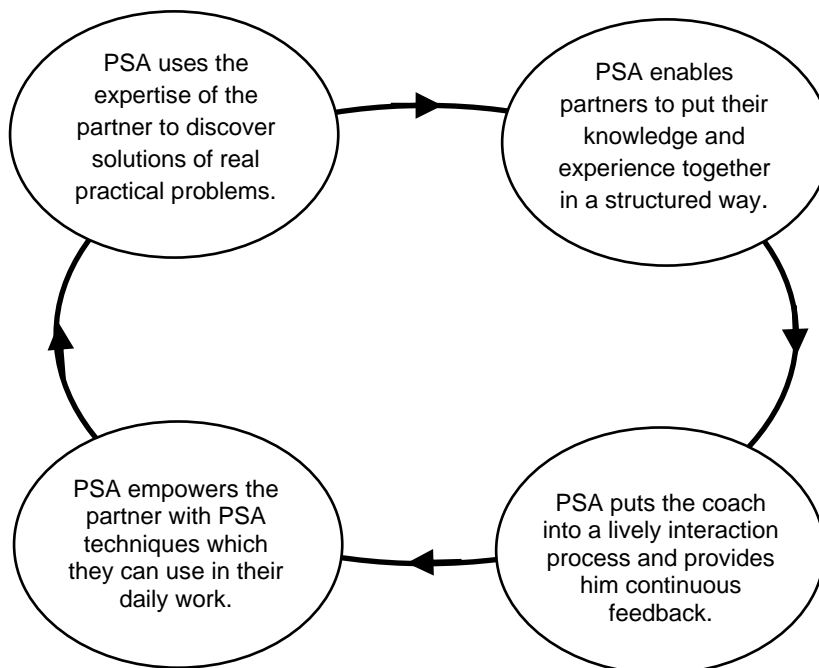 PSA uses the
expertise of the
partner to discover
solutions of real
practical problems.
PSA enables
partners to put their
knowledge and
experience together
in a structured way.
PSA puts the coach
into a lively interaction
process and provides
him continuous
feedback.
PSA empowers the
partner with PSA
techniques which
they can use in their
daily work.